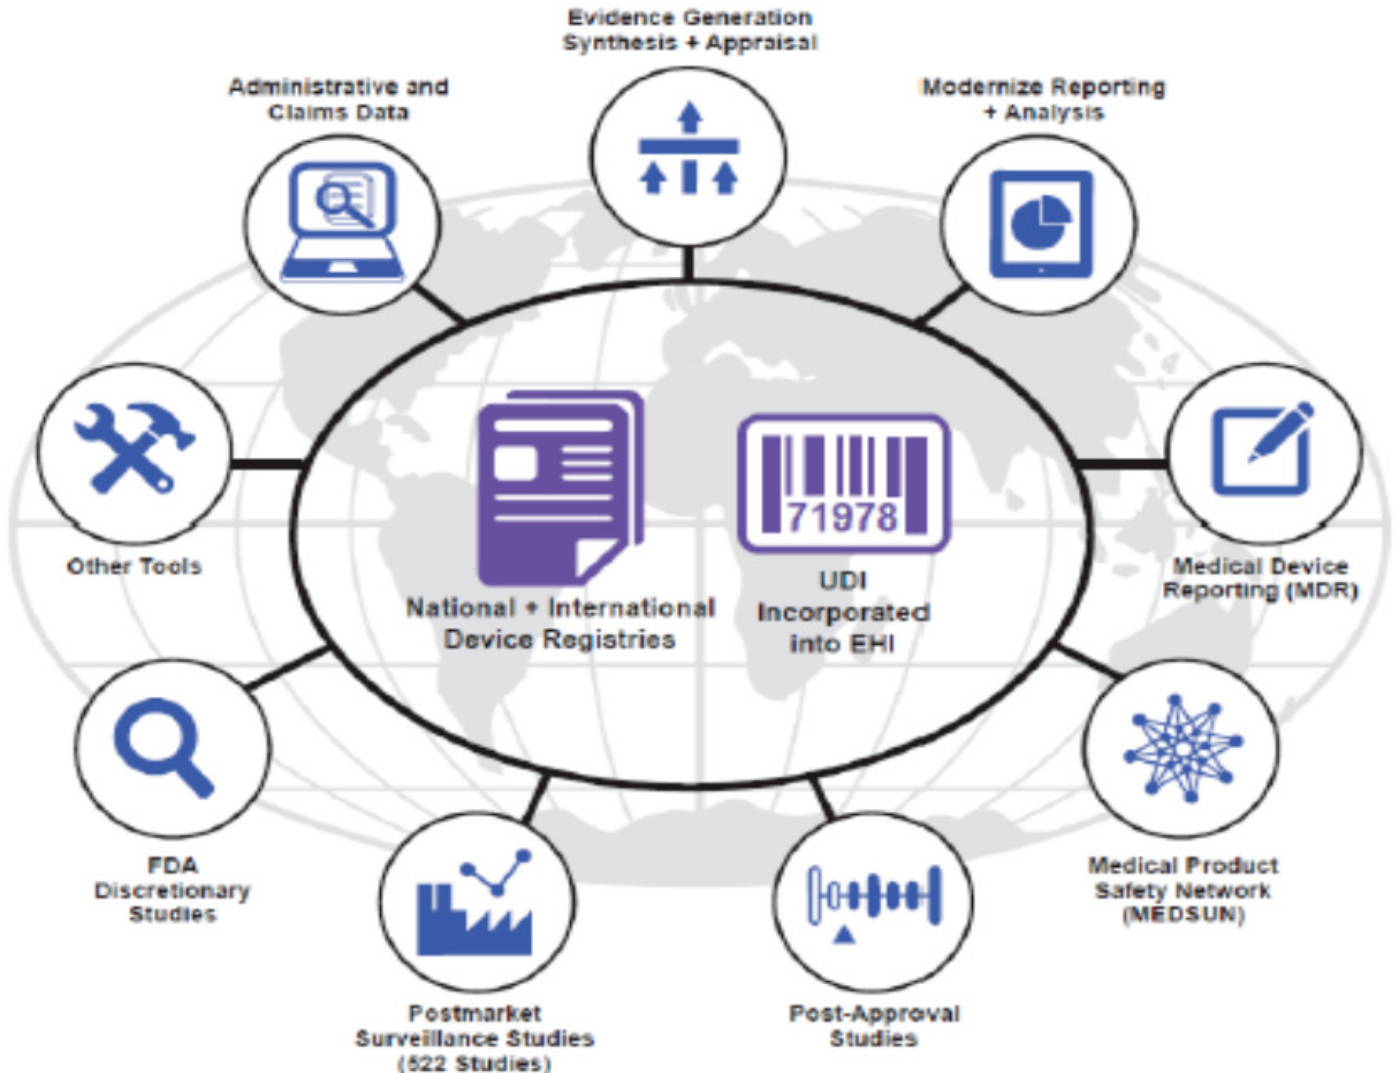 Evidence Generation
Synthesis + Appraisal
Administrative and
Claims Data
Modernize Reporting
+ Analysis
71978
National + International
Device Registries
UDI
Incorporated
into EHI
Other Tools
Medical Device
Reporting (MDR)
FDA
Discretionary
Studies
Medical Product
Safety Network
(MEDSUN)
Postmarket
Surveillance Studies
(522 Studies)
Post-Approval
Studies